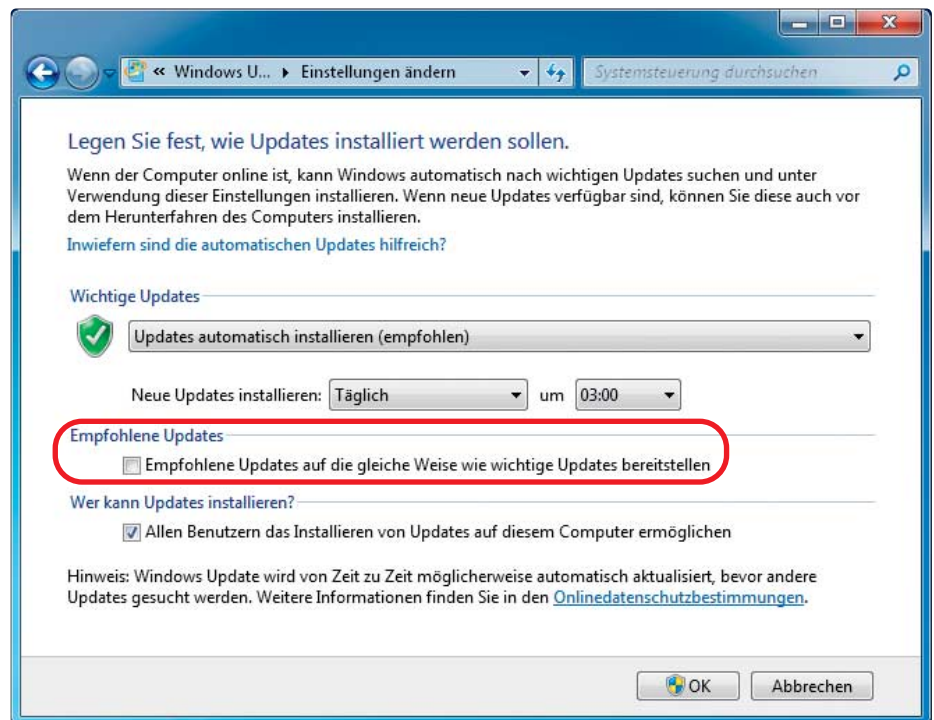 « Windows U... ▸ Einstellungen ändern
Systemsteuerung durchsuchen
Legen Sie fest, wie Updates installiert werden sollen.
Wenn der Computer online ist, kann Windows automatisch nach wichtigen Updates suchen und unter
Verwendung dieser Einstellungen installieren. Wenn neue Updates verfügbar sind, können Sie diese auch vor
dem Herunterfahren des Computers installieren.
Inwiefern sind die automatischen Updates hilfreich?
Wichtige Updates
Updates automatisch installieren (empfohlen)
Neue Updates installieren: Täglich um 03:00
Empfohlene Updates
Empfohlene Updates auf die gleiche Weise wie wichtige Updates bereitstellen
Wer kann Updates installieren?
Allen Benutzern das Installieren von Updates auf diesem Computer ermöglichen
Hinweis: Windows Update wird von Zeit zu Zeit möglicherweise automatisch aktualisiert, bevor andere
Updates gesucht werden. Weitere Informationen finden Sie in den Onlinedatenschutzbestimmungen.
OK Abbrechen